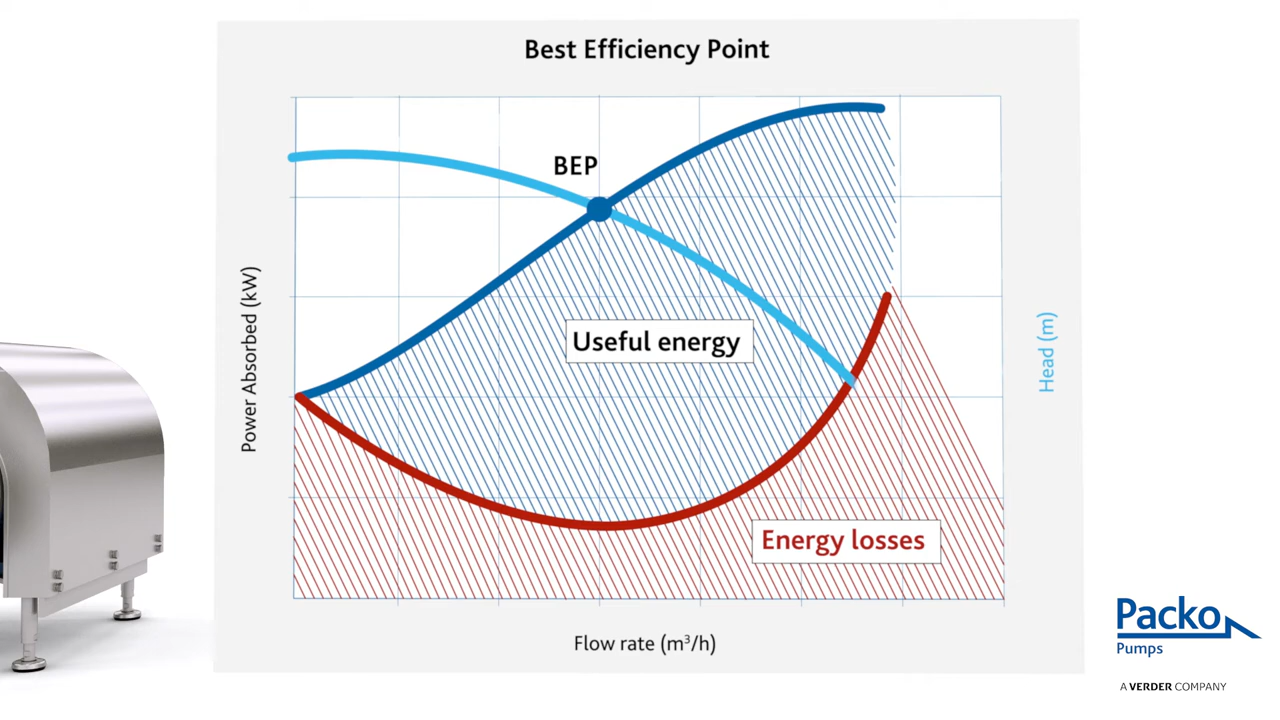 Best Efficiency Point
BEP
Power Absorbed (kW)
Useful energy
Head (m)
Energy losses
Flow rate (m³/h)
Packo
Pumps
A VERDER COMPANY